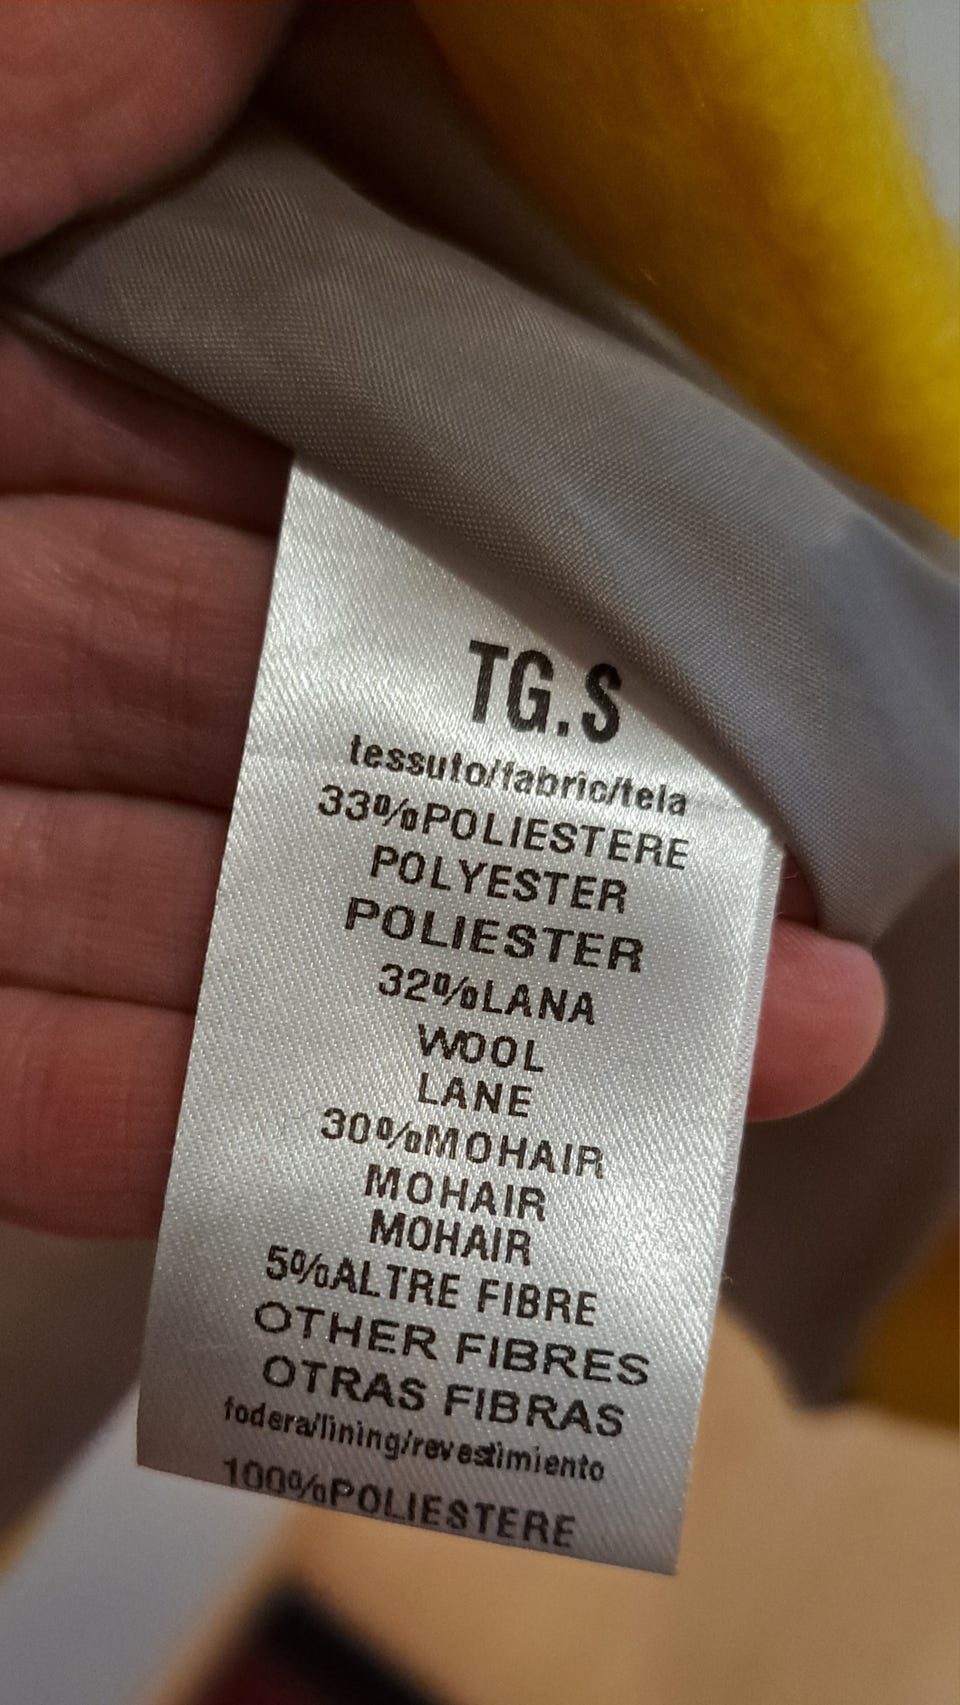 TG.S
tessuto/fabric/tela
33%POLIESTERE
POLYESTER
POLIESTER
32%LANA
WOOL
LANE
30%MOHAIR
MOHAIR
MOHAIR
5%ALTRE FIBRE
OTHER FIBRES
OTRAS FIBRAS
fodera/lining/revestimiento
100%POLIESTERE